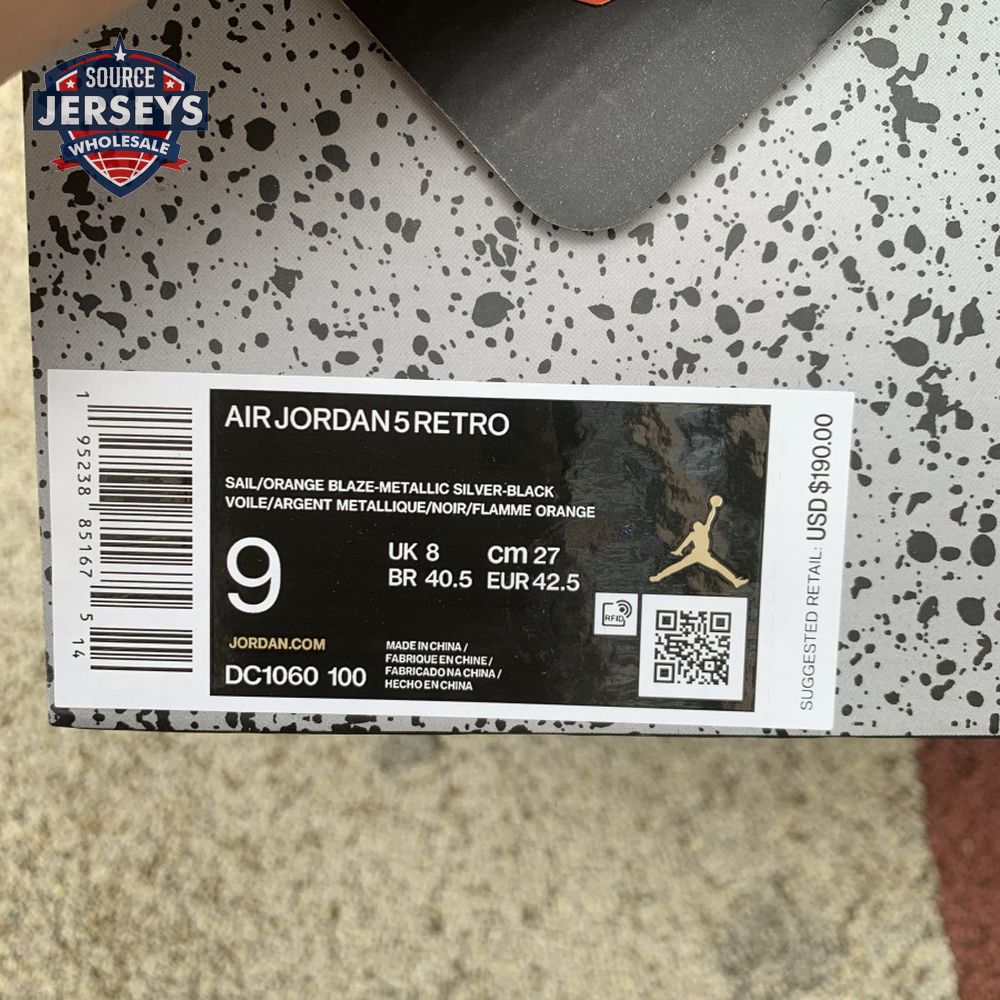 SOURCE
JERSEYS
WHOLESALE
AIR JORDAN 5 RETRO
SAIL/ORANGE BLAZE-METALLIC SILVER-BLACK
VOILE/ARGENT METALLIQUE/NOIR/FLAMME ORANGE
9
UK 8 cm 27
BR 40.5 EUR 42.5
RFID
JORDAN.COM
DC1060 100
MADE IN CHINA /
FABRIQUE EN CHINE /
FABRICADO NA CHINA /
HECHO EN CHINA
1 95238 85167 5 14
SUGGESTED RETAIL: USD $190.00